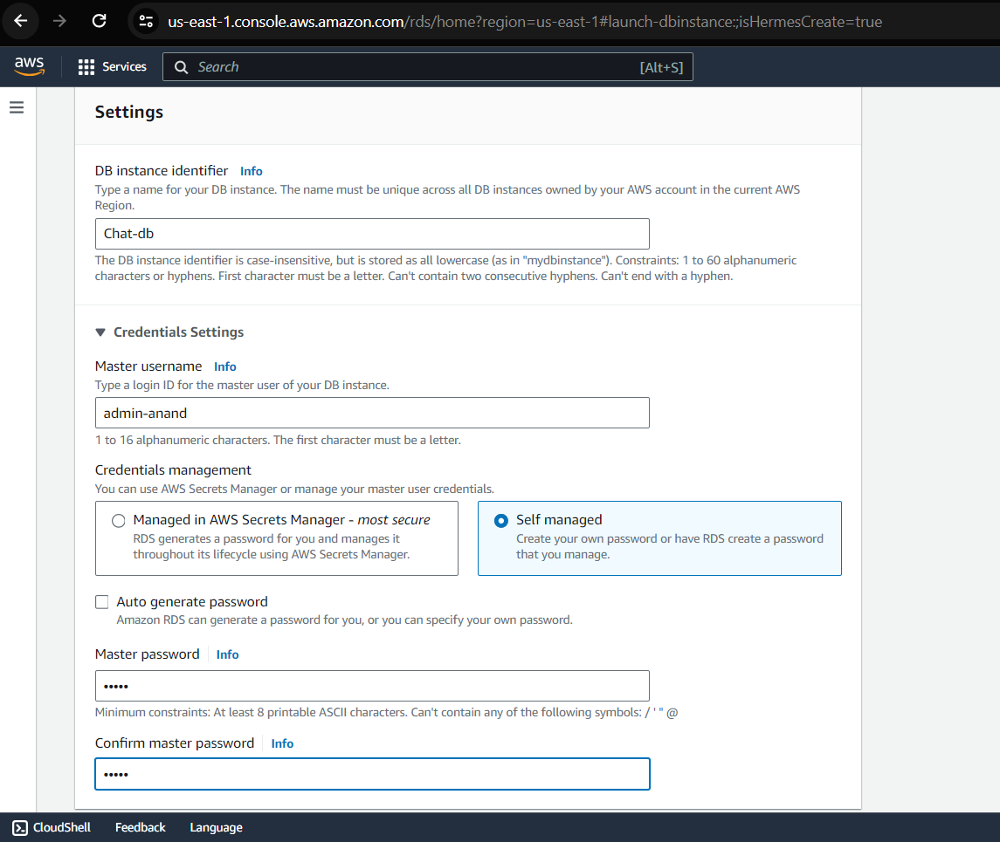 us-east-1.console.aws.amazon.com/rds/home?region=us-east-1#launch-dbinstance:;isHermesCreate=true
aws Services Search [Alt+S]
Settings
DB instance identifier Info
Type a name for your DB instance. The name must be unique across all DB instances owned by your AWS account in the current AWS
Region.
Chat-db
The DB instance identifier is case-insensitive, but is stored as all lowercase (as in "mydbinstance"). Constraints: 1 to 60 alphanumeric
characters or hyphens. First character must be a letter. Can't contain two consecutive hyphens. Can't end with a hyphen.
Credentials Settings
Master username Info
Type a login ID for the master user of your DB instance.
admin-anand
1 to 16 alphanumeric characters. The first character must be a letter.
Credentials management
You can use AWS Secrets Manager or manage your master user credentials.
Managed in AWS Secrets Manager - most secure
RDS generates a password for you and manages it
throughout its lifecycle using AWS Secrets Manager.
Self managed
Create your own password or have RDS create a password
that you manage.
Auto generate password
Amazon RDS can generate a password for you, or you can specify your own password.
Master password Info
•••••
Minimum constraints: At least 8 printable ASCII characters. Can't contain any of the following symbols: / ' " @
Confirm master password Info
•••••
CloudShell Feedback Language